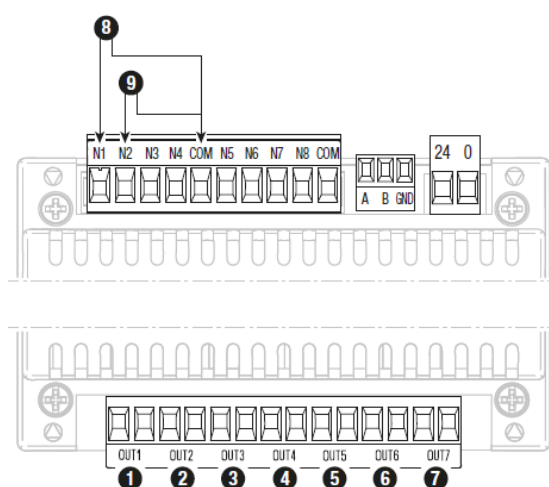 8
9
N1 N2 N3 N4 COM N5 N6 N7 N8 COM
24 0
A B GND
OUT1 OUT2 OUT3 OUT4 OUT5 OUT6 OUT7
1 2 3 4 5 6 7